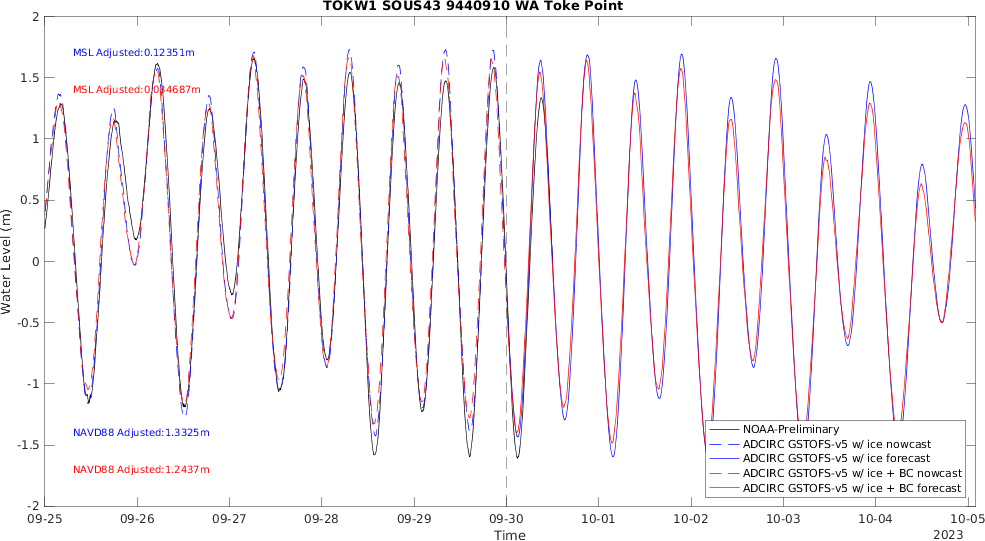 TOKW1 SOUS43 9440910 WA Toke Point
2
1.5
1
0.5
0
-0.5
-1
-1.5
-2
Water Level (m)
MSL Adjusted:0.12351m
MSL Adjusted:0.034687m
NAVD88 Adjusted:1.3325m
NAVD88 Adjusted:1.2437m
NOAA-Preliminary
ADCIRC GSTOFS-v5 w/ ice nowcast
ADCIRC GSTOFS-v5 w/ ice forecast
ADCIRC GSTOFS-v5 w/ ice + BC nowcast
ADCIRC GSTOFS-v5 w/ ice + BC forecast
09-25 09-26 09-27 09-28 09-29 09-30 10-01 10-02 10-03 10-04 10-05
Time
2023